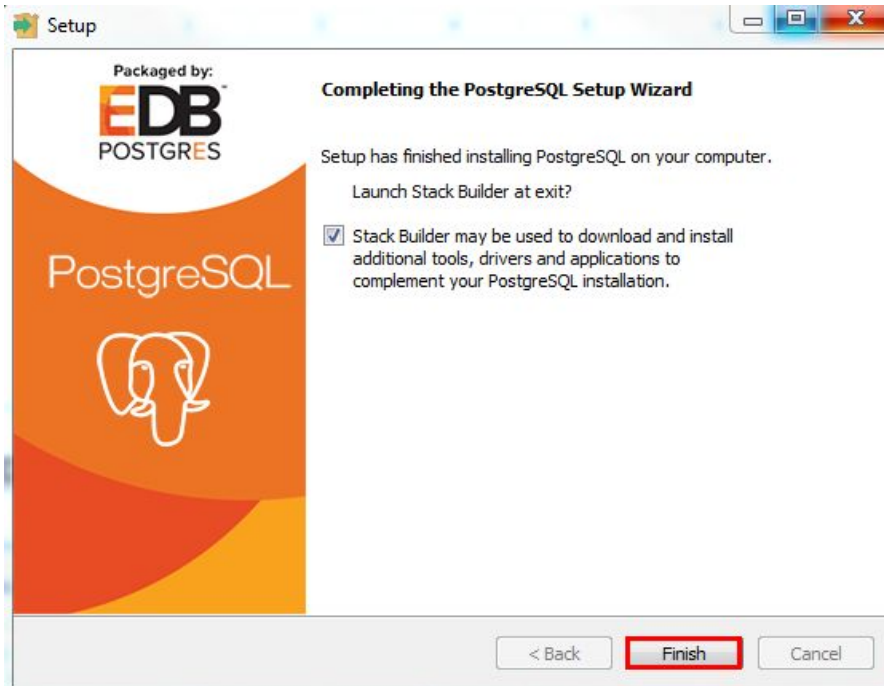 Setup
Packaged by:
EDB
POSTGRES
PostgreSQL
Completing the PostgreSQL Setup Wizard
Setup has finished installing PostgreSQL on your computer.
Launch Stack Builder at exit?
Stack Builder may be used to download and install
additional tools, drivers and applications to
complement your PostgreSQL installation.
< Back
Finish
Cancel